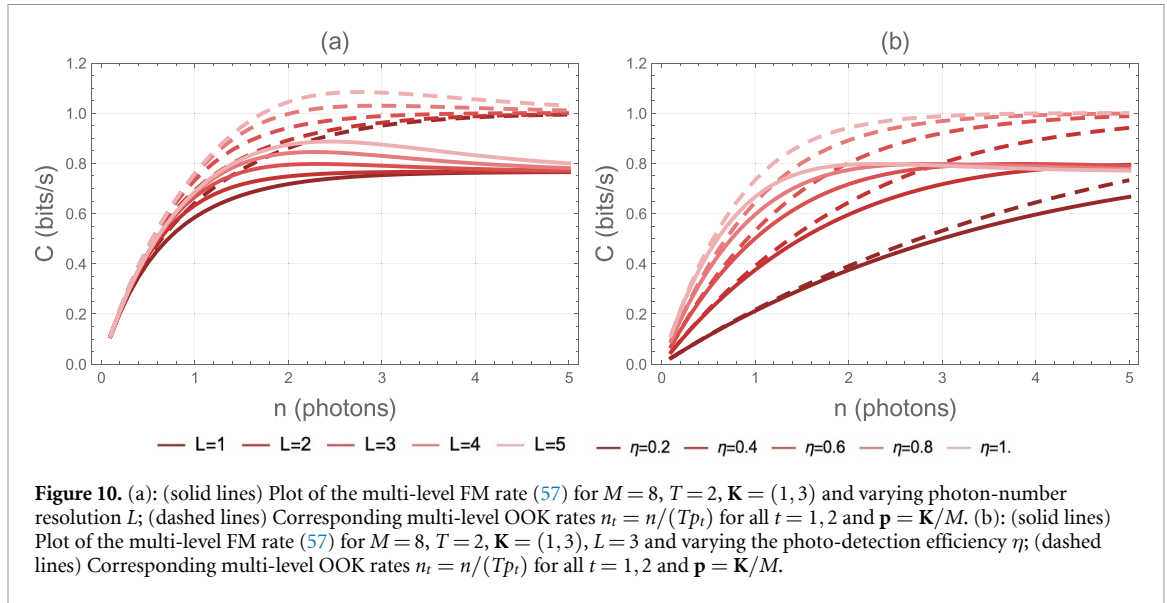 (a)
(b)
1.2
1.0
0.8
0.6
0.4
0.2
0.0
C (bits/s)
0 1 2 3 4 5
n (photons)
1.2
1.0
0.8
0.6
0.4
0.2
0.0
C (bits/s)
0 1 2 3 4 5
n (photons)
L=1 L=2 L=3 L=4 L=5 η=0.2 η=0.4 η=0.6 η=0.8 η=1.
Figure 10. (a): (solid lines) Plot of the multi-level FM rate (57) for M = 8, T = 2, K = (1, 3) and varying photon-number
resolution L; (dashed lines) Corresponding multi-level OOK rates nₜ = n/(Tpₜ) for all t = 1, 2 and p = K/M. (b): (solid lines)
Plot of the multi-level FM rate (57) for M = 8, T = 2, K = (1, 3), L = 3 and varying the photo-detection efficiency η; (dashed
lines) Corresponding multi-level OOK rates nₜ = n/(Tpₜ) for all t = 1, 2 and p = K/M.